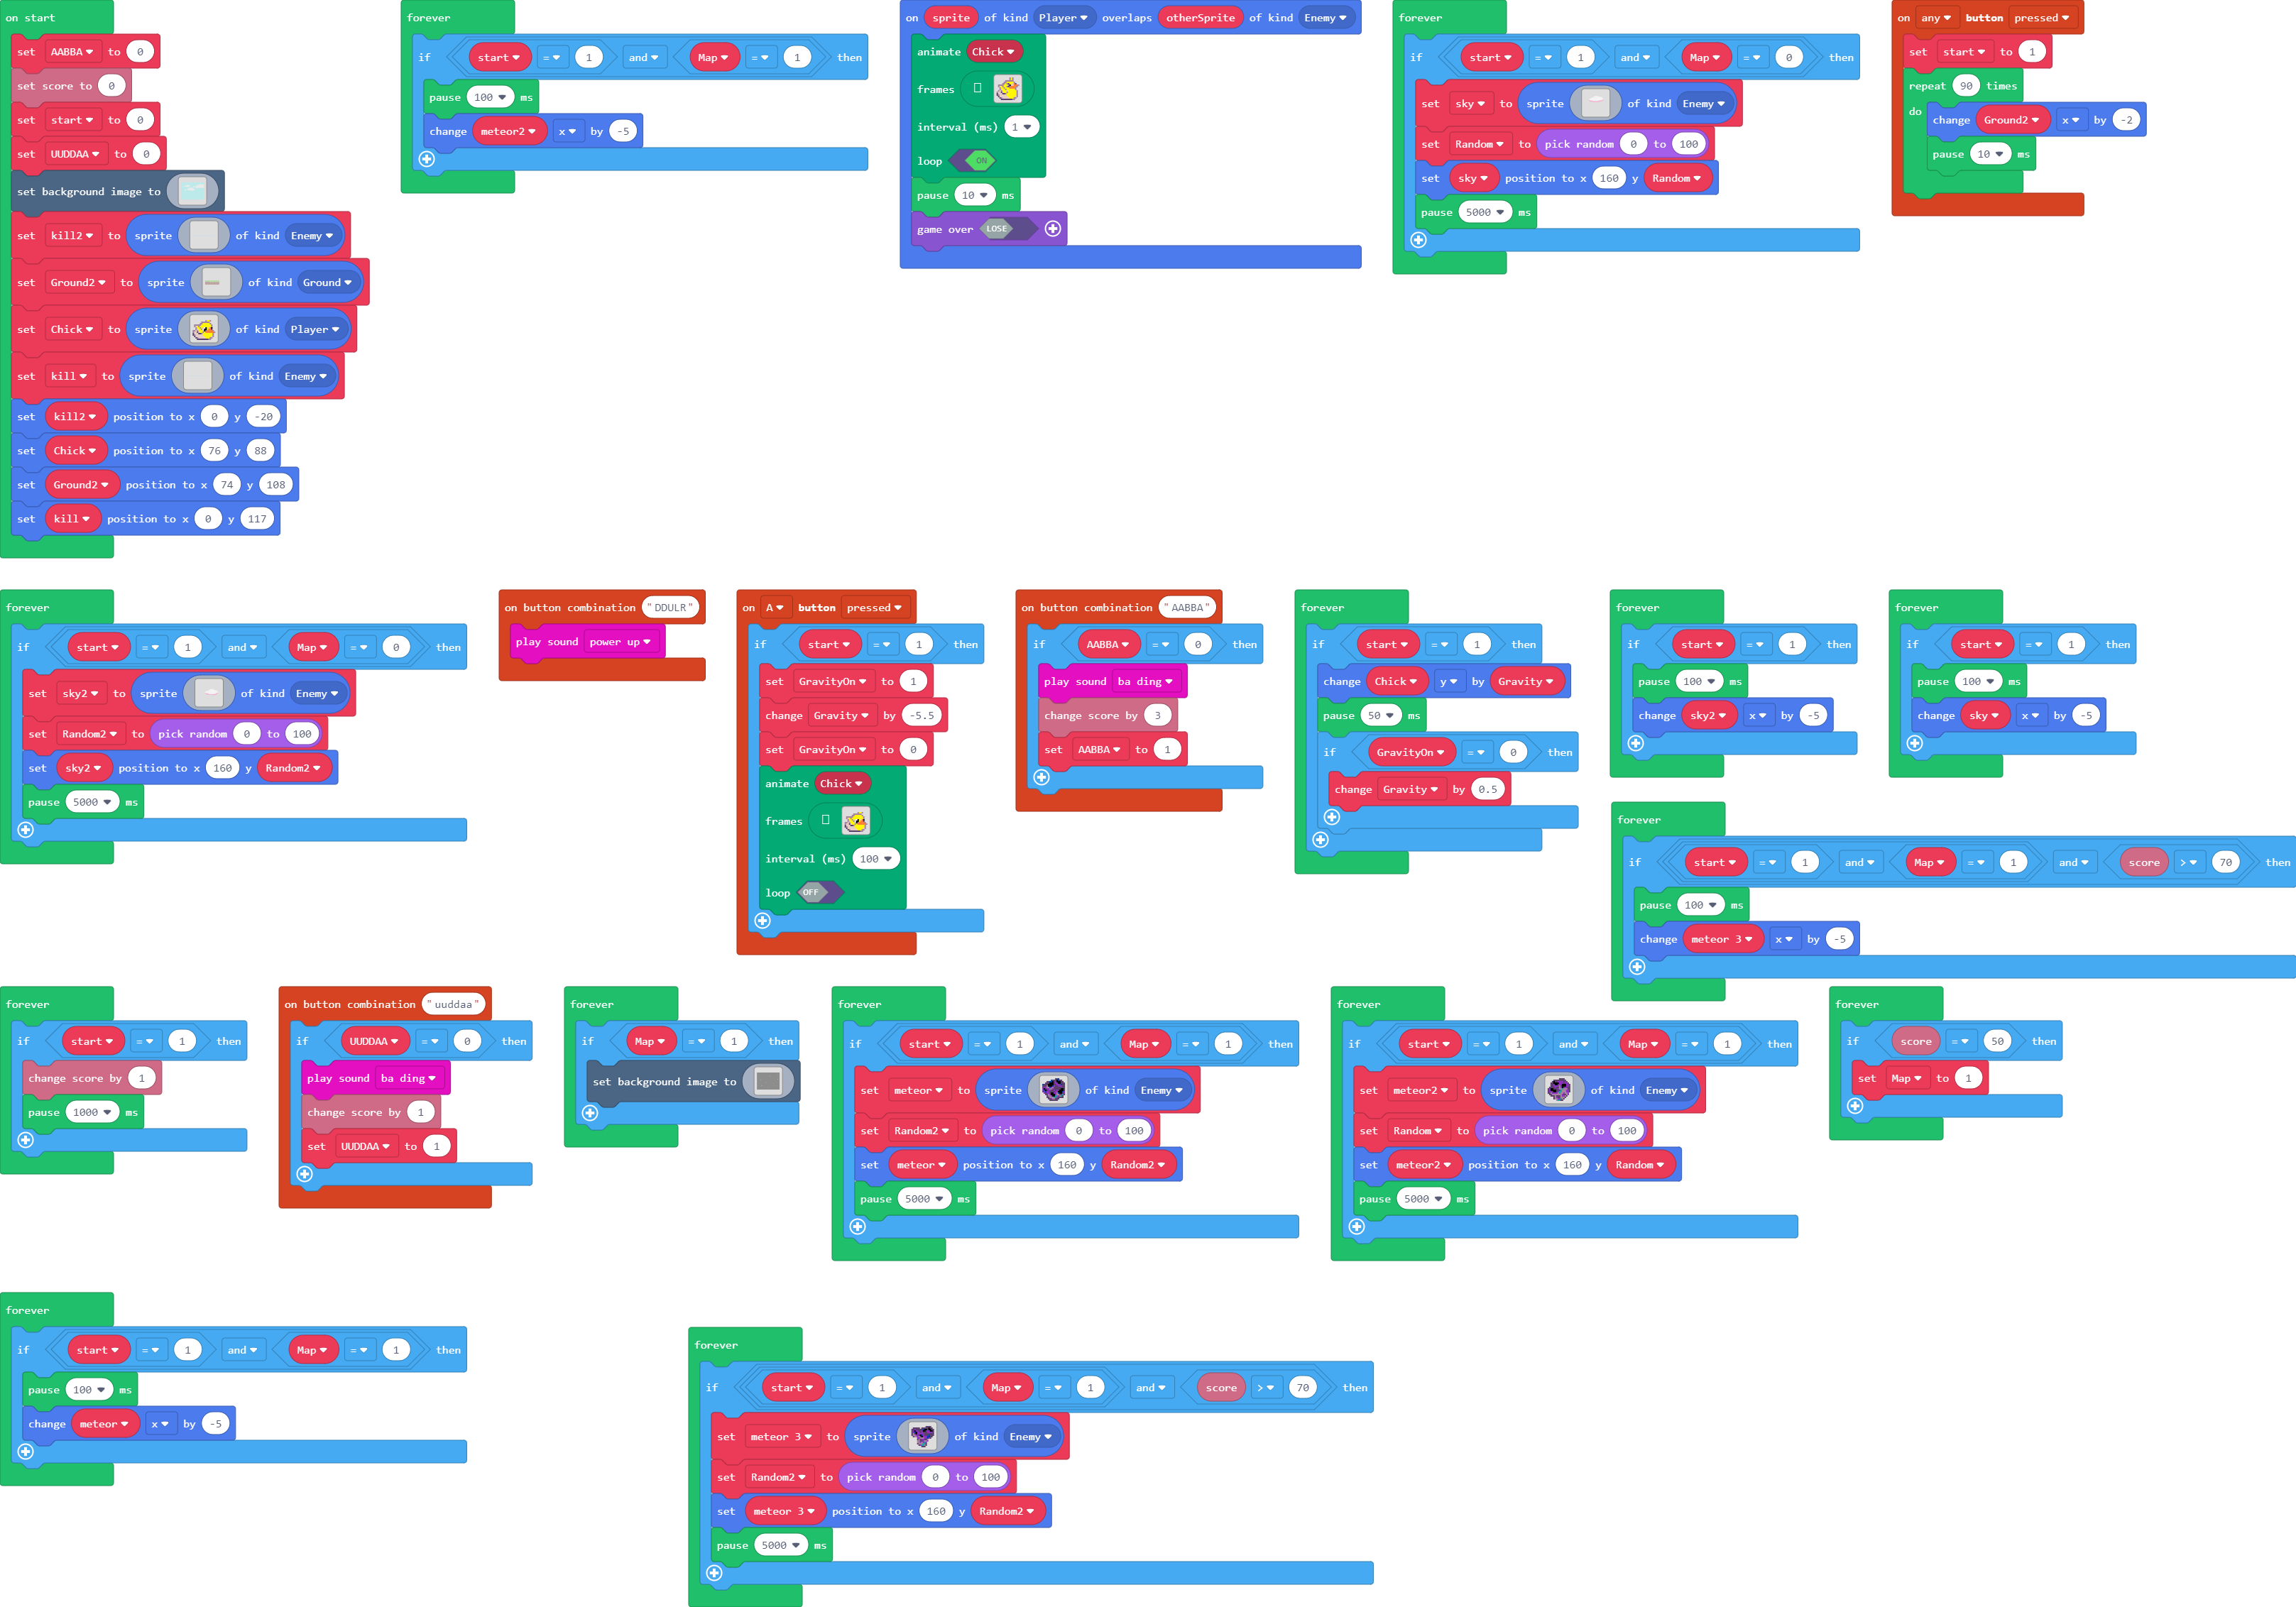 on start
set AABBA to 0
set score to 0
set start to 0
set UUDDAA to 0
set background image to
set kill2 to sprite of kind Enemy
set Ground2 to sprite of kind Ground
set Chick to sprite of kind Player
set kill to sprite of kind Enemy
set kill2 position to x 0 y -20
set Chick position to x 76 y 88
set Ground2 position to x 74 y 108
set kill position to x 0 y 117
forever
if start = 1 and Map = 1 then
pause 100 ms
change meteor2 x by -5
on sprite of kind Player overlaps otherSprite of kind Enemy
animate Chick
frames
interval (ms) 1
loop ON
pause 10 ms
game over LOSE
forever
if start = 1 and Map = 0 then
set sky to sprite of kind Enemy
set Random to pick random 0 to 100
set sky position to x 160 y Random
pause 5000 ms
on any button pressed
set start to 1
repeat 90 times
do change Ground2 x by -2
pause 10 ms
forever
if start = 1 and Map = 0 then
set sky2 to sprite of kind Enemy
set Random2 to pick random 0 to 100
set sky2 position to x 160 y Random2
pause 5000 ms
on button combination "DDULR"
play sound power up
on A button pressed
if start = 1 then
set GravityOn to 1
change Gravity by -5.5
set GravityOn to 0
animate Chick
frames
interval (ms) 100
loop OFF
on button combination "AABBA"
if AABBA = 0 then
play sound ba ding
change score by 3
set AABBA to 1
forever
if start = 1 then
change Chick y by Gravity
pause 50 ms
if GravityOn = 0 then
change Gravity by 0.5
forever
if start = 1 then
pause 100 ms
change sky2 x by -5
forever
if start = 1 then
pause 100 ms
change sky x by -5
forever
if start = 1 and Map = 1 and score > 70 then
pause 100 ms
change meteor 3 x by -5
forever
if start = 1 then
change score by 1
pause 1000 ms
on button combination "uuddaa"
if UUDDAA = 0 then
play sound ba ding
change score by 1
set UUDDAA to 1
forever
if Map = 1 then
set background image to
forever
if start = 1 and Map = 1 then
set meteor to sprite of kind Enemy
set Random2 to pick random 0 to 100
set meteor position to x 160 y Random2
pause 5000 ms
forever
if start = 1 and Map = 1 then
set meteor2 to sprite of kind Enemy
set Random to pick random 0 to 100
set meteor2 position to x 160 y Random
pause 5000 ms
forever
if score = 50 then
set Map to 1
forever
if start = 1 and Map = 1 then
pause 100 ms
change meteor x by -5
forever
if start = 1 and Map = 1 and score > 70 then
set meteor 3 to sprite of kind Enemy
set Random2 to pick random 0 to 100
set meteor 3 position to x 160 y Random2
pause 5000 ms